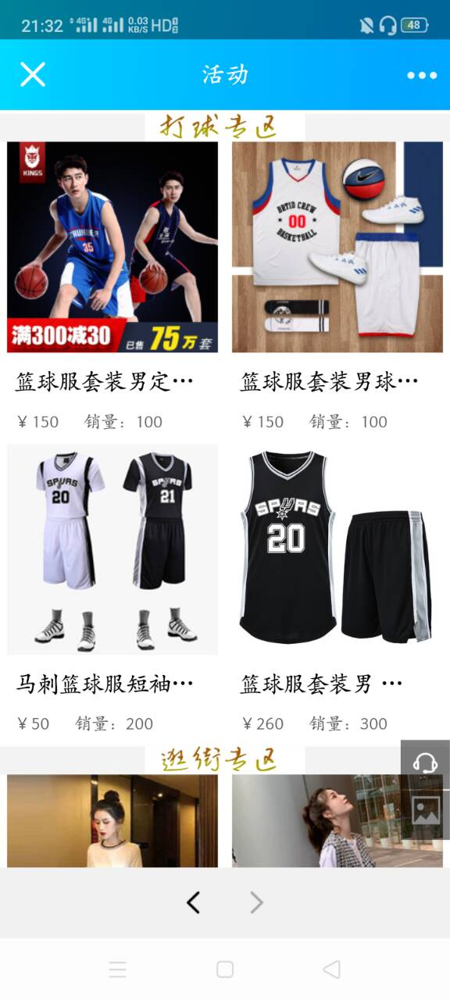 21:32
4G+ 4G 0.03 KB/S HD 1 2 48
活动
打球专区
KINGS
THUNDER
35
满300减30
已售 75万套
BRTID CREW
00
BASKETBALL
篮球服套装男定…
篮球服套装男球…
￥150 销量：100
￥150 销量：100
SPURS
20
SPURS
21
SPURS
20
马刺篮球服短袖…
篮球服套装男 …
￥50 销量：200
￥260 销量：300
逛街专区